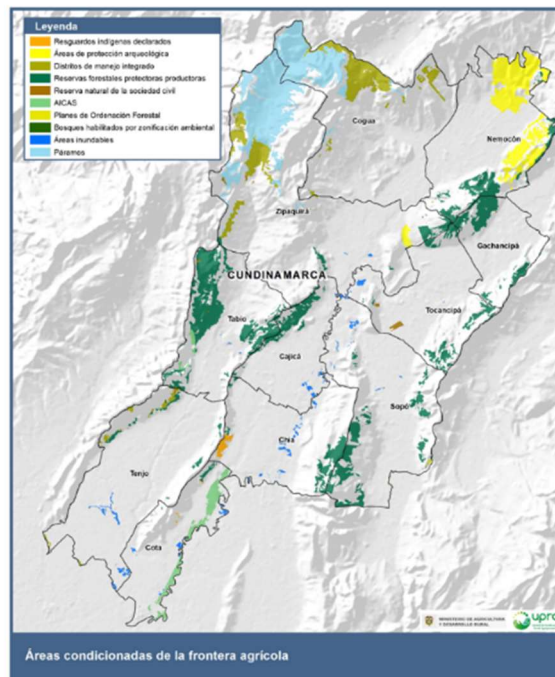 Leyenda
Resguardos indígenas declarados
Áreas de protección arqueológica
Distritos de manejo integrado
Reservas forestales protectoras productoras
Reserva natural de la sociedad civil
AICAS
Planes de Ordenación Forestal
Bosques habilitados por zonificación ambiental
Áreas inundables
Páramos
Cogua
Nemocón
Zipaquirá
Gachancipá
CUNDINAMARCA
Tocancipá
Tabio
Cajicá
Sopó
Chía
Tenjo
Cota
MINISTERIO DE AGRICULTURA
Y DESARROLLO RURAL
upra
Áreas condicionadas de la frontera agrícola